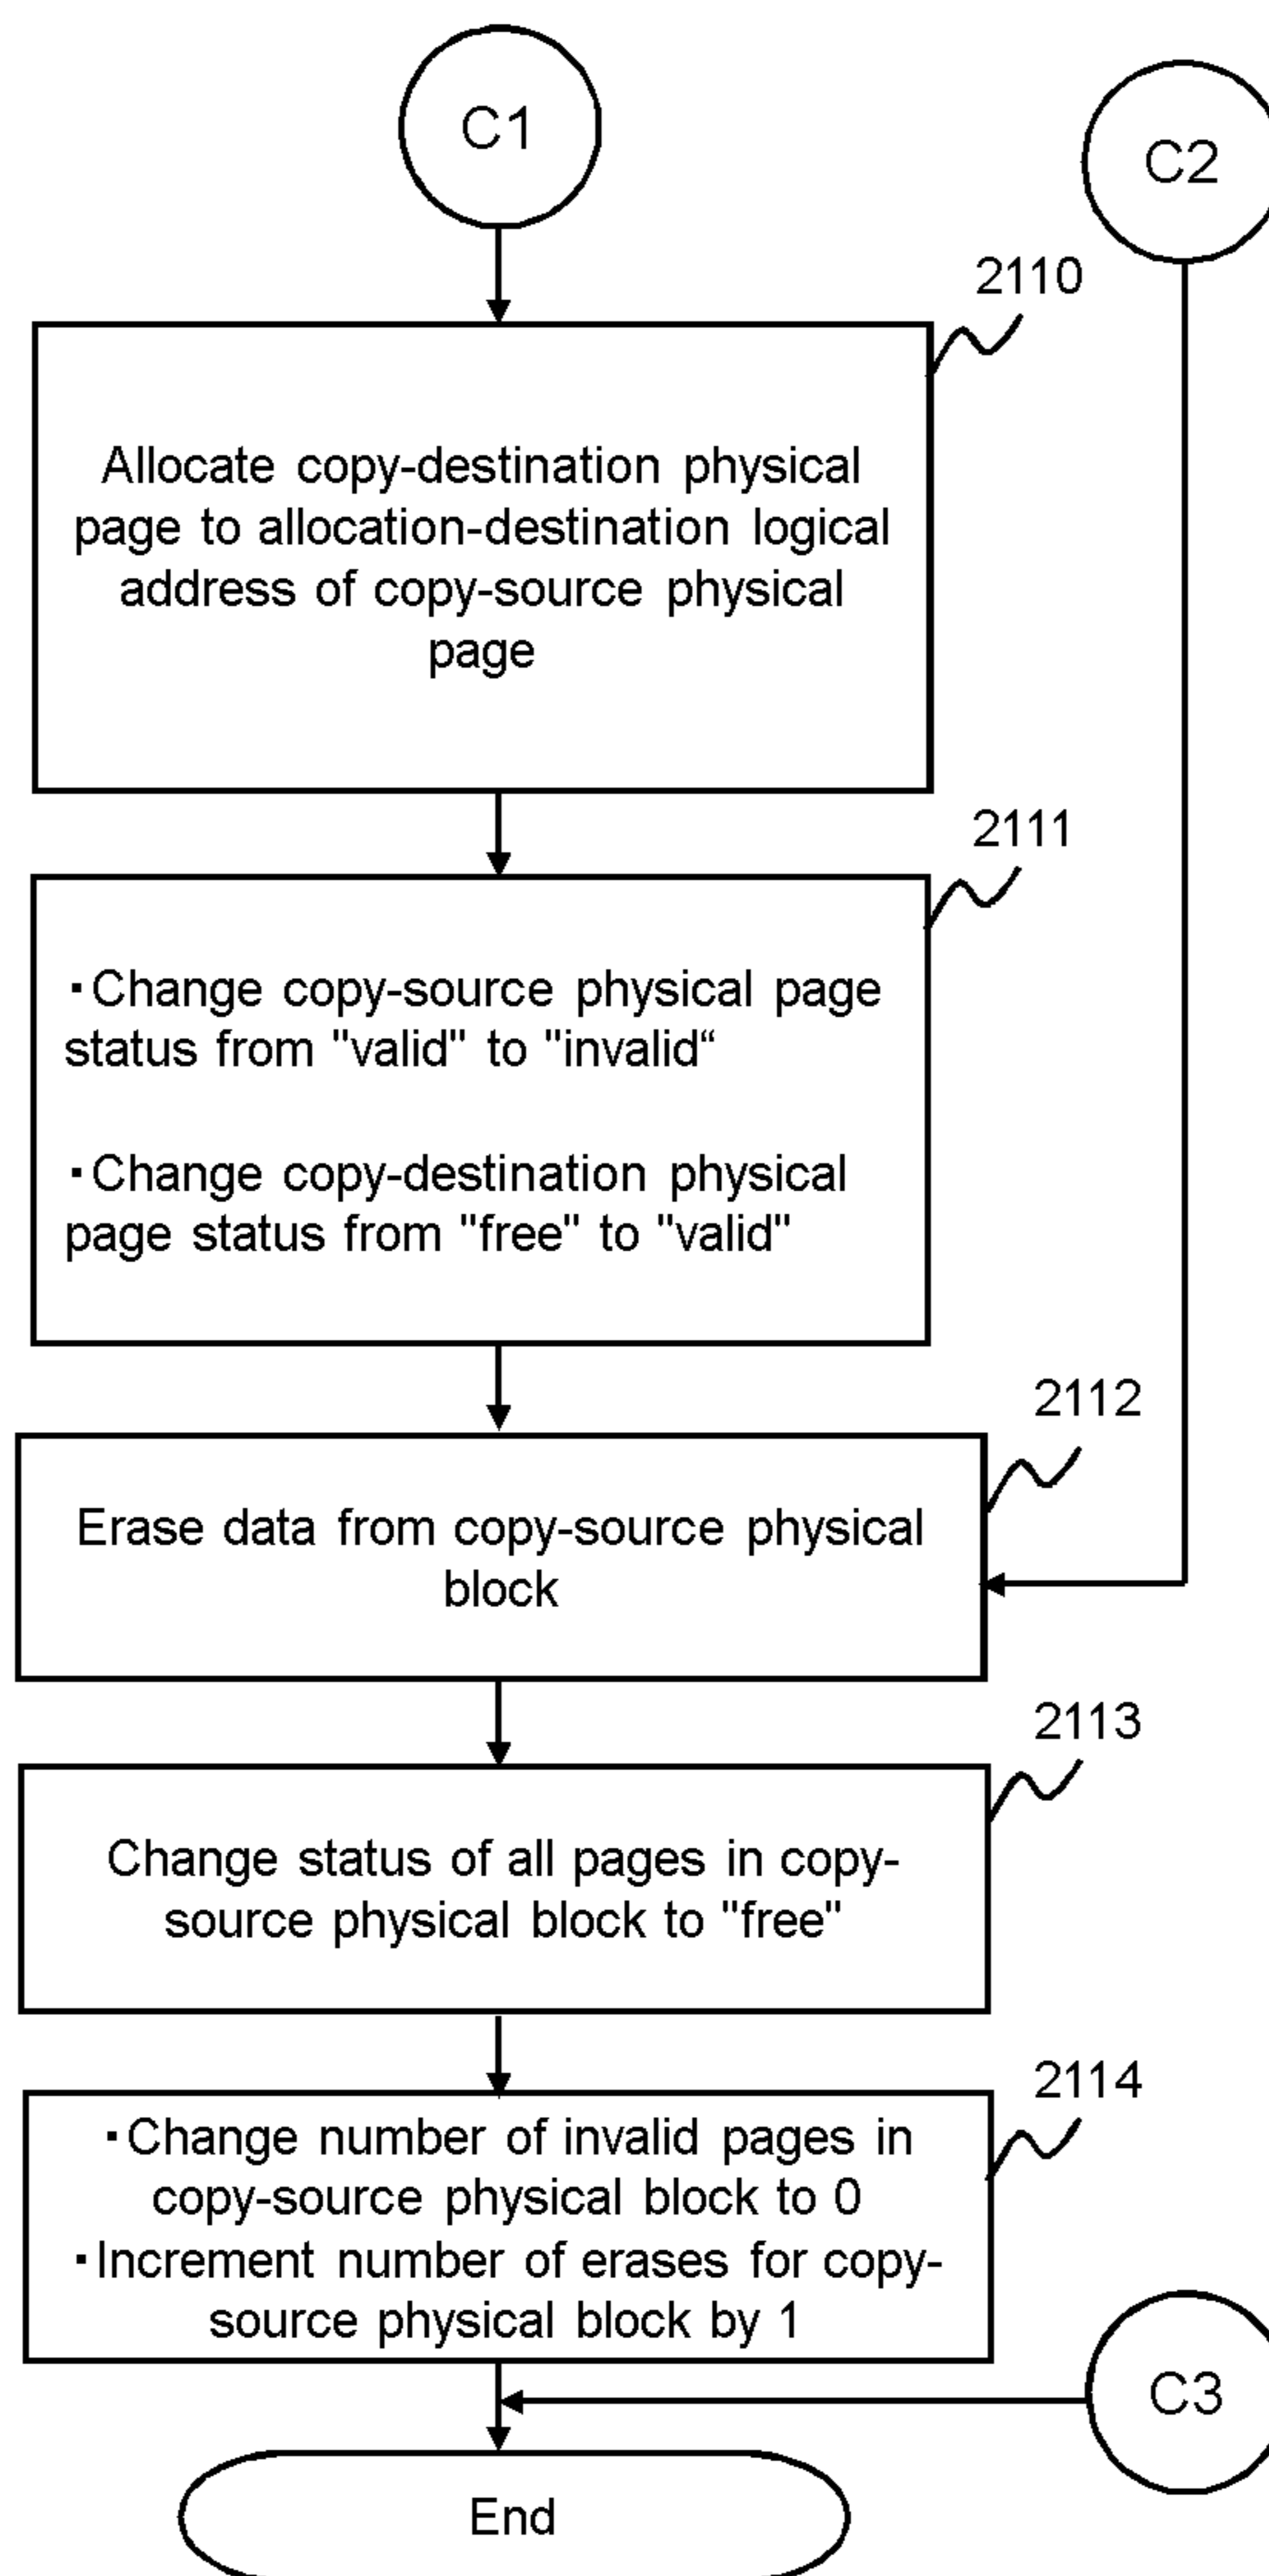 C1
C2
2110
Allocate copy-destination physical
page to allocation-destination logical
address of copy-source physical
page
2111
▪Change copy-source physical page
status from "valid" to "invalid“
▪Change copy-destination physical
page status from "free" to "valid"
2112
Erase data from copy-source physical
block
2113
Change status of all pages in copy-
source physical block to "free"
2114
▪Change number of invalid pages in
copy-source physical block to 0
▪Increment number of erases for copy-
source physical block by 1
C3
End